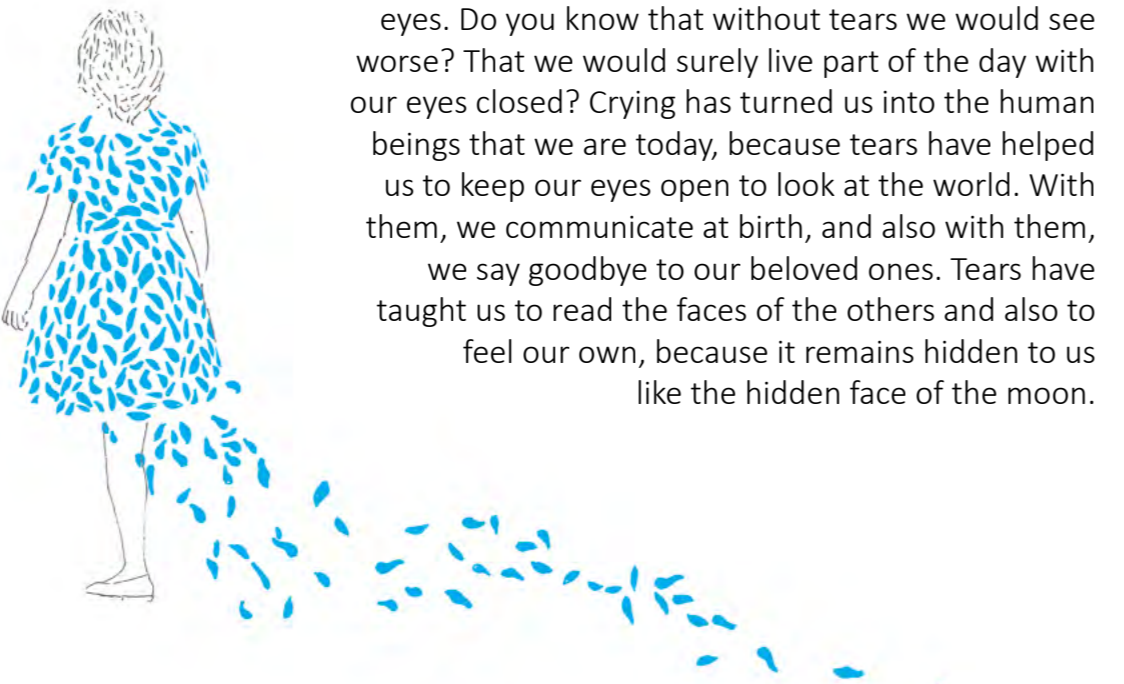 eyes. Do you know that without tears we would see
worse? That we would surely live part of the day with
our eyes closed? Crying has turned us into the human
beings that we are today, because tears have helped
us to keep our eyes open to look at the world. With
them, we communicate at birth, and also with them,
we say goodbye to our beloved ones. Tears have
taught us to read the faces of the others and also to
feel our own, because it remains hidden to us
like the hidden face of the moon.